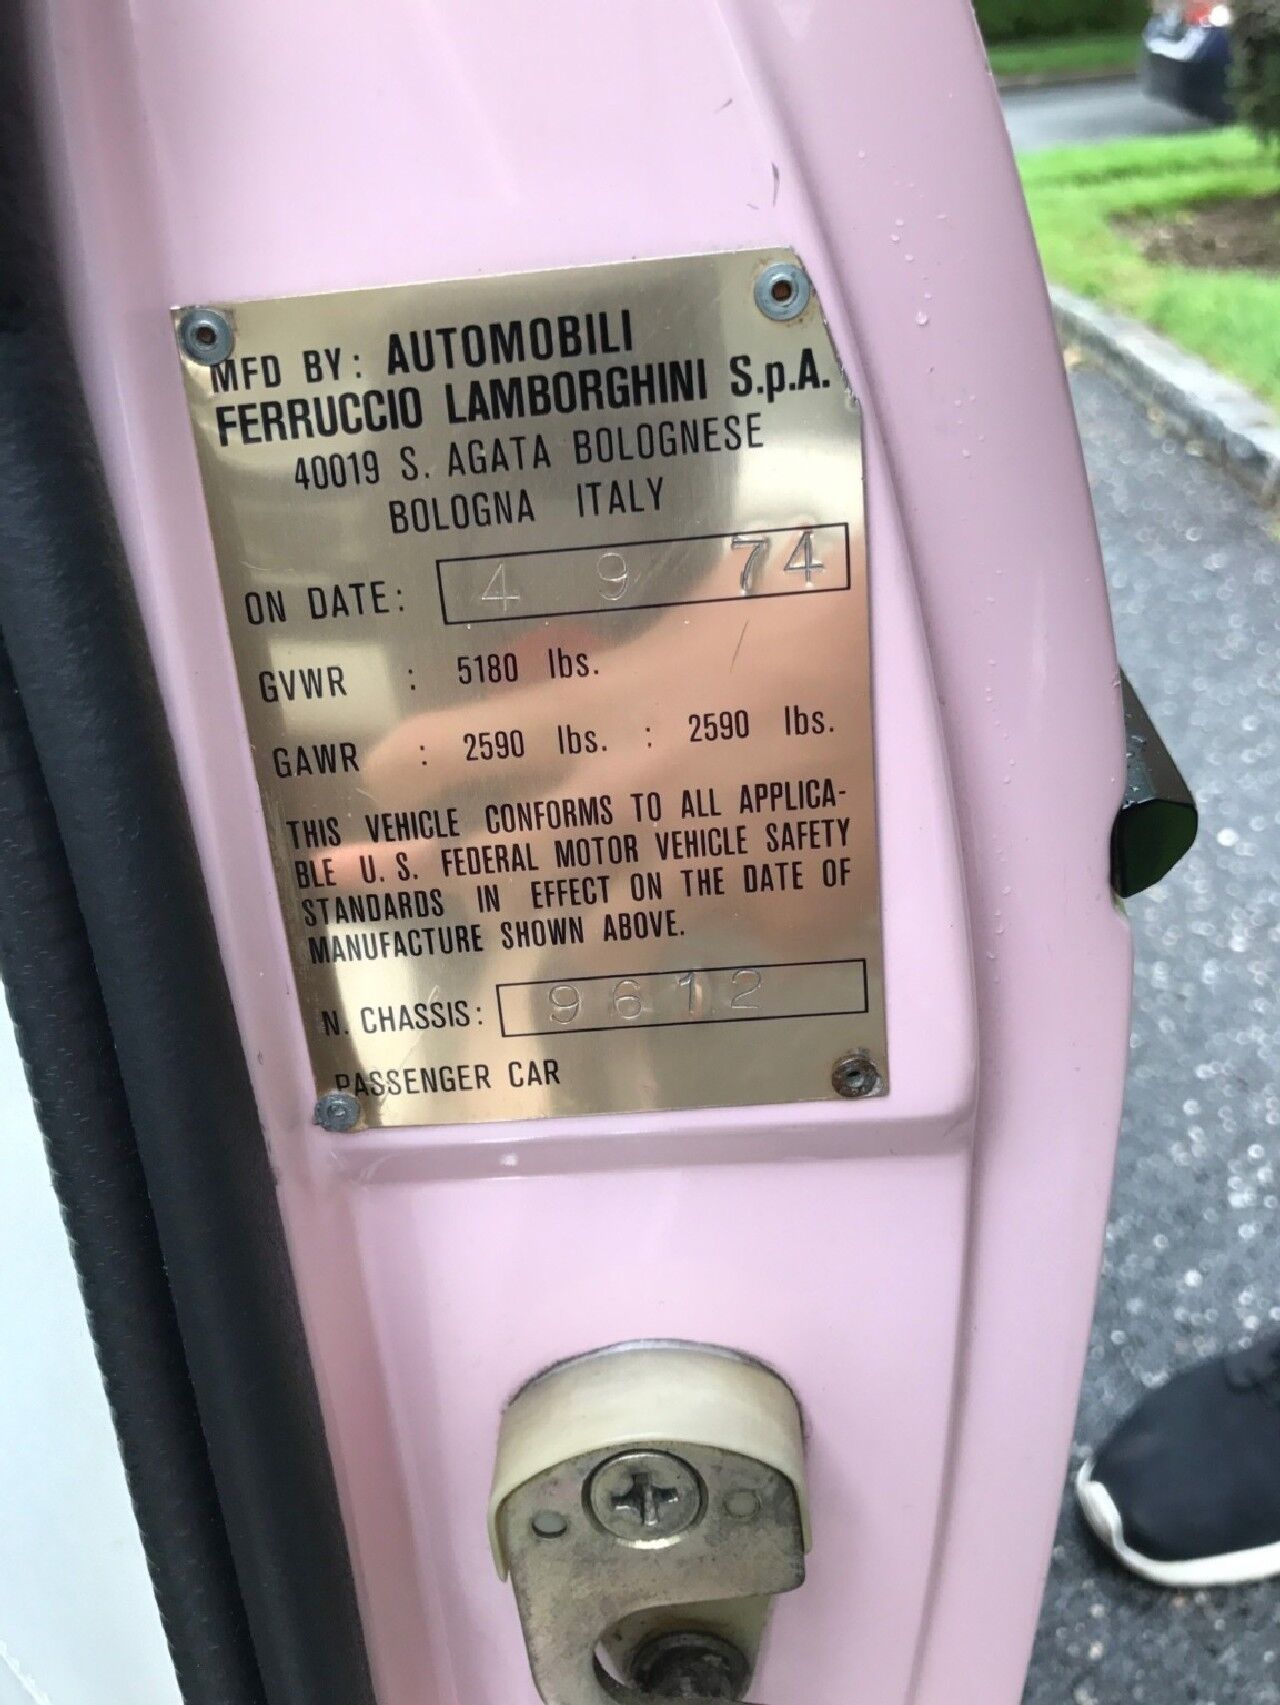 MFD BY: AUTOMOBILI
FERRUCCIO LAMBORGHINI S.p.A.
40019 S. AGATA BOLOGNESE
BOLOGNA ITALY
ON DATE: 4 9 74
GVWR : 5180 lbs.
GAWR : 2590 lbs. : 2590 lbs.
THIS VEHICLE CONFORMS TO ALL APPLICA-
BLE U. S. FEDERAL MOTOR VEHICLE SAFETY
STANDARDS IN EFFECT ON THE DATE OF
MANUFACTURE SHOWN ABOVE.
N. CHASSIS: 9612
PASSENGER CAR